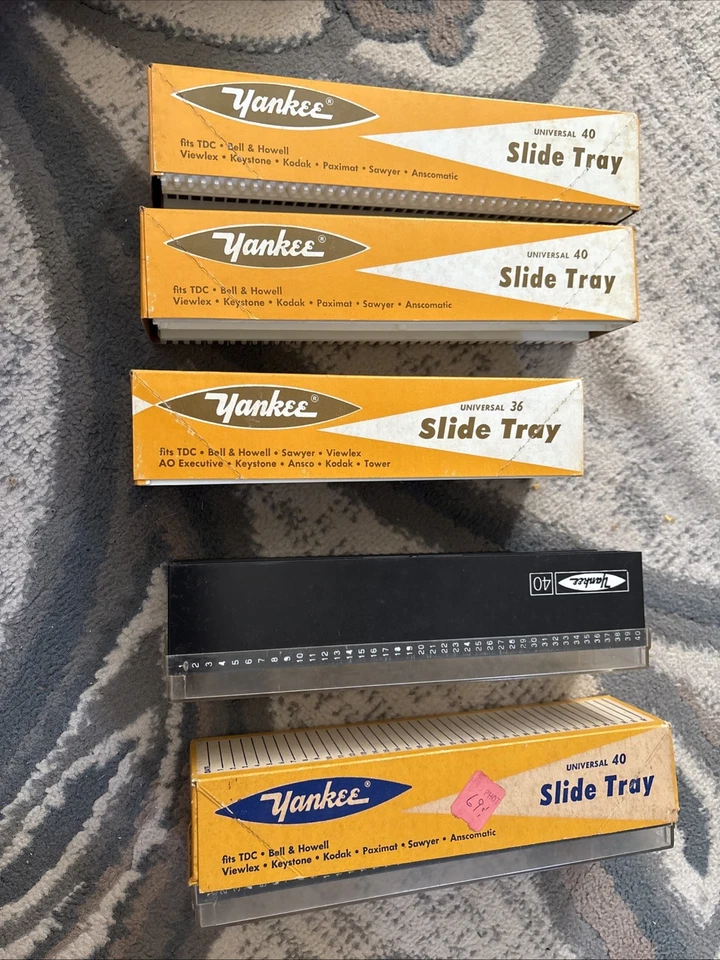 Yankee®
UNIVERSAL 40
Slide Tray
fits TDC • Bell & Howell
Viewlex • Keystone • Kodak • Paximat • Sawyer • Anscomatic
Yankee®
UNIVERSAL 40
Slide Tray
fits TDC • Bell & Howell
Viewlex • Keystone • Kodak • Paximat • Sawyer • Anscomatic
Yankee®
UNIVERSAL 36
Slide Tray
fits TDC • Bell & Howell • Sawyer • Viewlex
AO Executive • Keystone • Ansco • Kodak • Tower
40 Yankee
1 2 3 4 5 6 7 8 9 10 11 12 13 14 15 16 17 18 19 20 21 22 23 24 25 26 27 28 29 30 31 32 33 34 35 36 37 38 39 40
Yankee®
UNIVERSAL 40
Slide Tray
PHOT
69¢
fits TDC • Bell & Howell
Viewlex • Keystone • Kodak • Paximat • Sawyer • Anscomatic